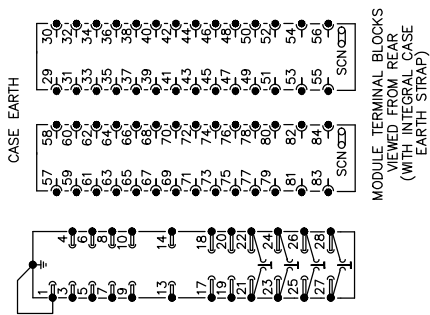 CASE EARTH
30 32 34 36 38 40 42 44 46 48 50 52 54 56
SCN
29 31 33 35 37 39 41 43 45 47 49 51 53 55
58 60 62 64 66 68 70 72 74 76 78 80 82 84
SCN
57 59 61 63 65 67 69 71 73 75 77 79 81 83
4 6 8 10 14 18 20 22 24 26 28
1 3 5 7 9 13 17 19 21 23 25 27
MODULE TERMINAL BLOCKS
VIEWED FROM REAR
(WITH INTEGRAL CASE
EARTH STRAP)